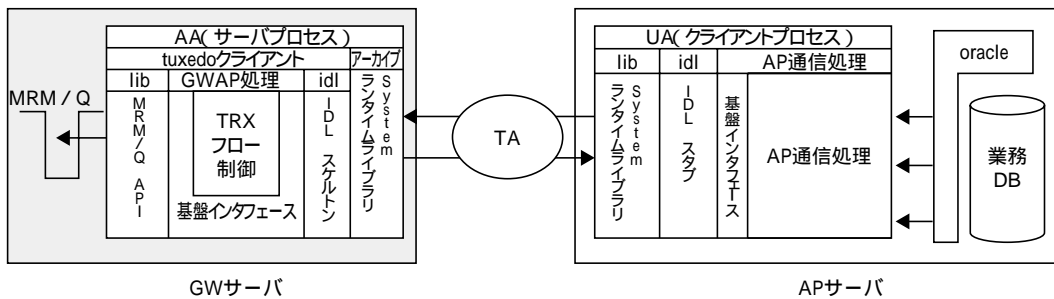 AA(サーバプロセス)
tuxedoクライアント
アーカイブ
lib
GWAP処理
idl
MRM/Q
MRM/Q API
TRX
フロー
制御
基盤インタフェース
IDL スケルトン
System
ランタイムライブラリ
GWサーバ
TA
UA(クライアントプロセス)
lib
idl
AP通信処理
System
ランタイムライブラリ
IDL スタブ
基盤インタフェース
AP通信処理
oracle
業務
DB
APサーバ